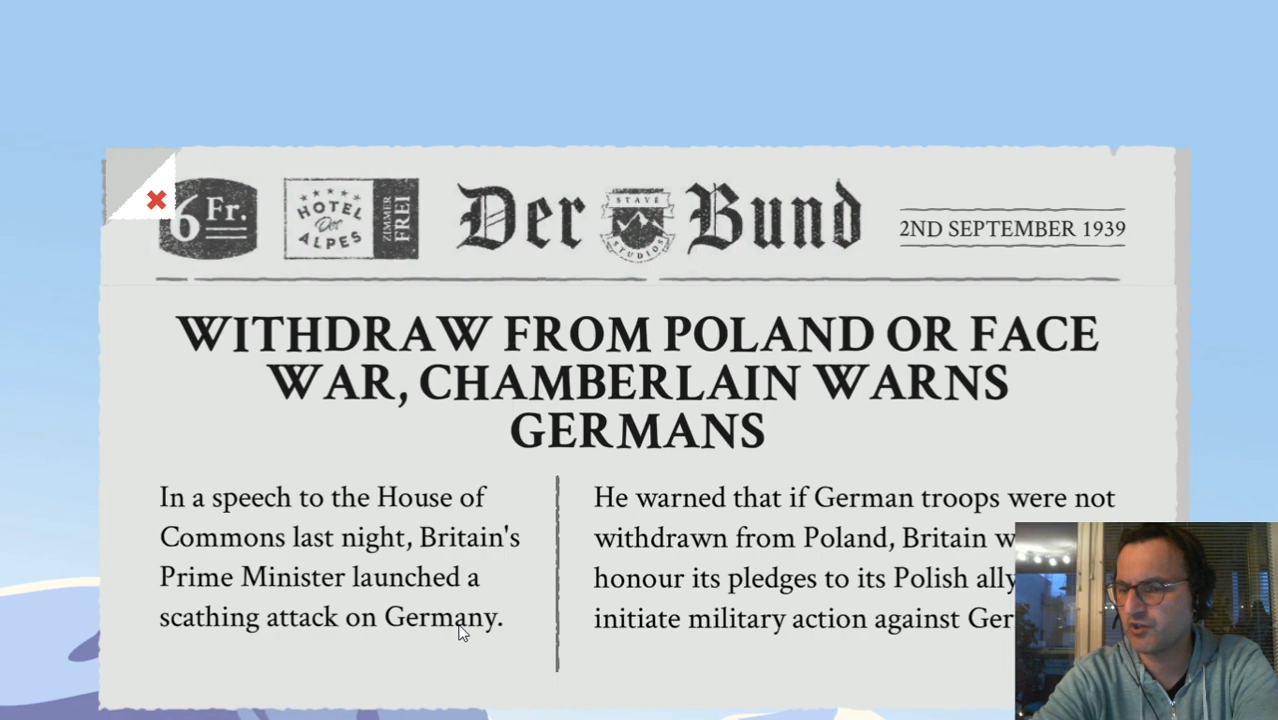 6 Fr.
HOTEL
Der
ALPES
ZIMMER
FREI
Der Bund
STAVE
STUDIOS
2ND SEPTEMBER 1939
WITHDRAW FROM POLAND OR FACE
WAR, CHAMBERLAIN WARNS
GERMANS
In a speech to the House of
Commons last night, Britain's
Prime Minister launched a
scathing attack on Germany.
He warned that if German troops were not
withdrawn from Poland, Britain
honour its pledges to its Polish ally
initiate military action against